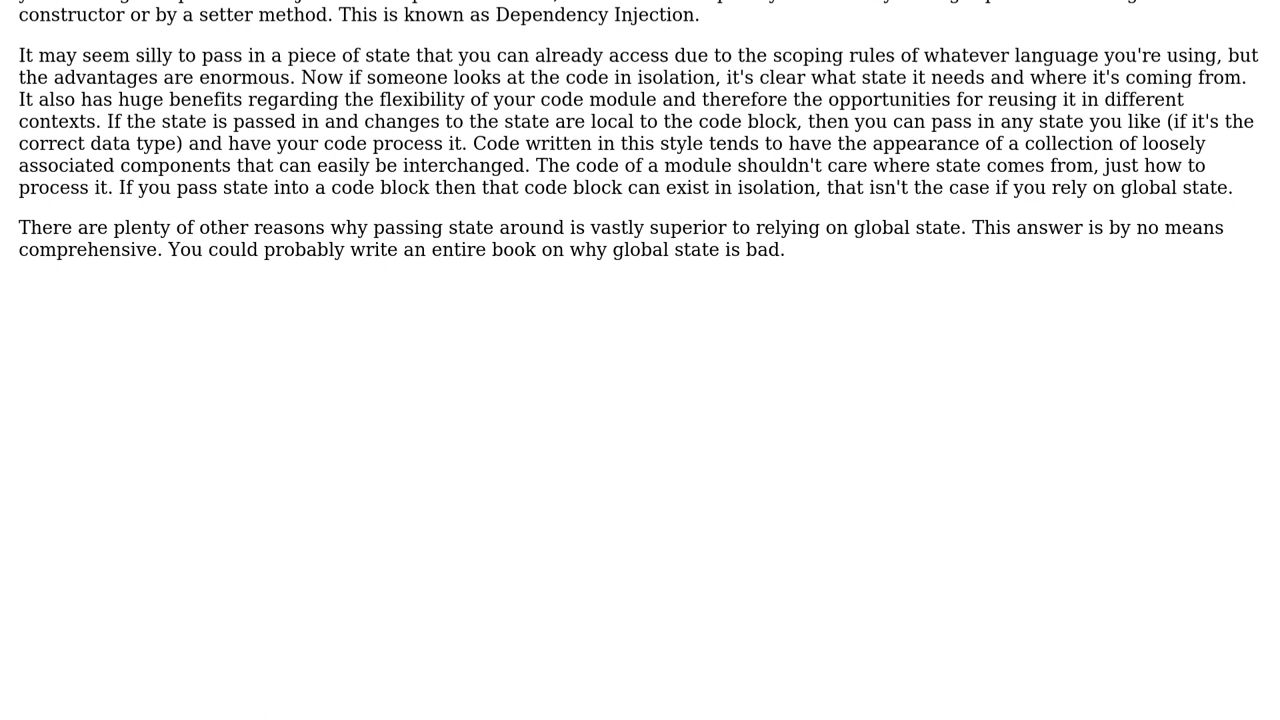 constructor or by a setter method. This is known as Dependency Injection.
It may seem silly to pass in a piece of state that you can already access due to the scoping rules of whatever language you're using, but
the advantages are enormous. Now if someone looks at the code in isolation, it's clear what state it needs and where it's coming from.
It also has huge benefits regarding the flexibility of your code module and therefore the opportunities for reusing it in different
contexts. If the state is passed in and changes to the state are local to the code block, then you can pass in any state you like (if it's the
correct data type) and have your code process it. Code written in this style tends to have the appearance of a collection of loosely
associated components that can easily be interchanged. The code of a module shouldn't care where state comes from, just how to
process it. If you pass state into a code block then that code block can exist in isolation, that isn't the case if you rely on global state.
There are plenty of other reasons why passing state around is vastly superior to relying on global state. This answer is by no means
comprehensive. You could probably write an entire book on why global state is bad.